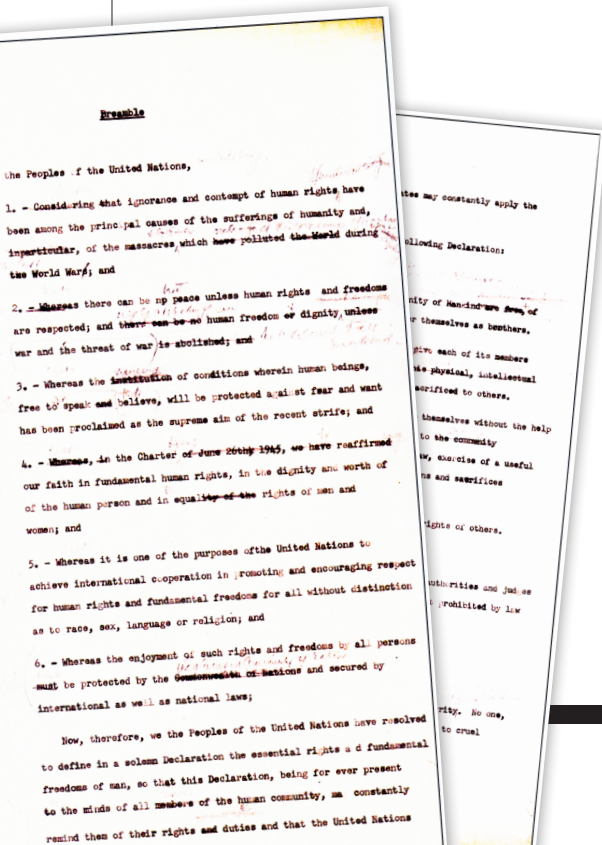 Preamble
the Peoples of the United Nations,
1. - Considering that ignorance and contempt of human rights have
been among the principal causes of the sufferings of humanity and,
inparticular, of the massacres which have polluted the World during
the World Wars; and
2. - Whereas there can be no peace unless human rights and freedoms
are respected; and there can be no human freedom or dignity unless
war and the threat of war is abolished; and
3. - Whereas the institution of conditions wherein human beings,
free to speak and believe, will be protected against fear and want
has been proclaimed as the supreme aim of the recent strife; and
4. - Whereas, in the Charter of June 26th 1945, we have reaffirmed
our faith in fundamental human rights, in the dignity and worth of
of the human person and in equality of the rights of men and
women; and
5. - Whereas it is one of the purposes ofthe United Nations to
achieve international cooperation in promoting and encouraging respect
for human rights and fundamental freedoms for all without distinction
as to race, sex, language or religion; and
6. - Whereas the enjoyment of such rights and freedoms by all persons
must be protected by the Commonwealth of Nations and secured by
international as well as national laws;
Now, therefore, we the Peoples of the United Nations have resolved
to define in a solemn Declaration the essential rights a d fundamental
freedoms of man, so that this Declaration, being for ever present
to the minds of all members of the human community, constantly
remind them of their rights and duties and that the United Nations
may constantly apply the
following Declaration:
of Mankind are free, of
themselves as brothers.
give each of its members
physical, intellectual
sacrificed to others.
themselves without the help
to the community
exercise of a useful
and sacrifices
rights of others.
authorities and judges
prohibited by law
No one,
to cruel